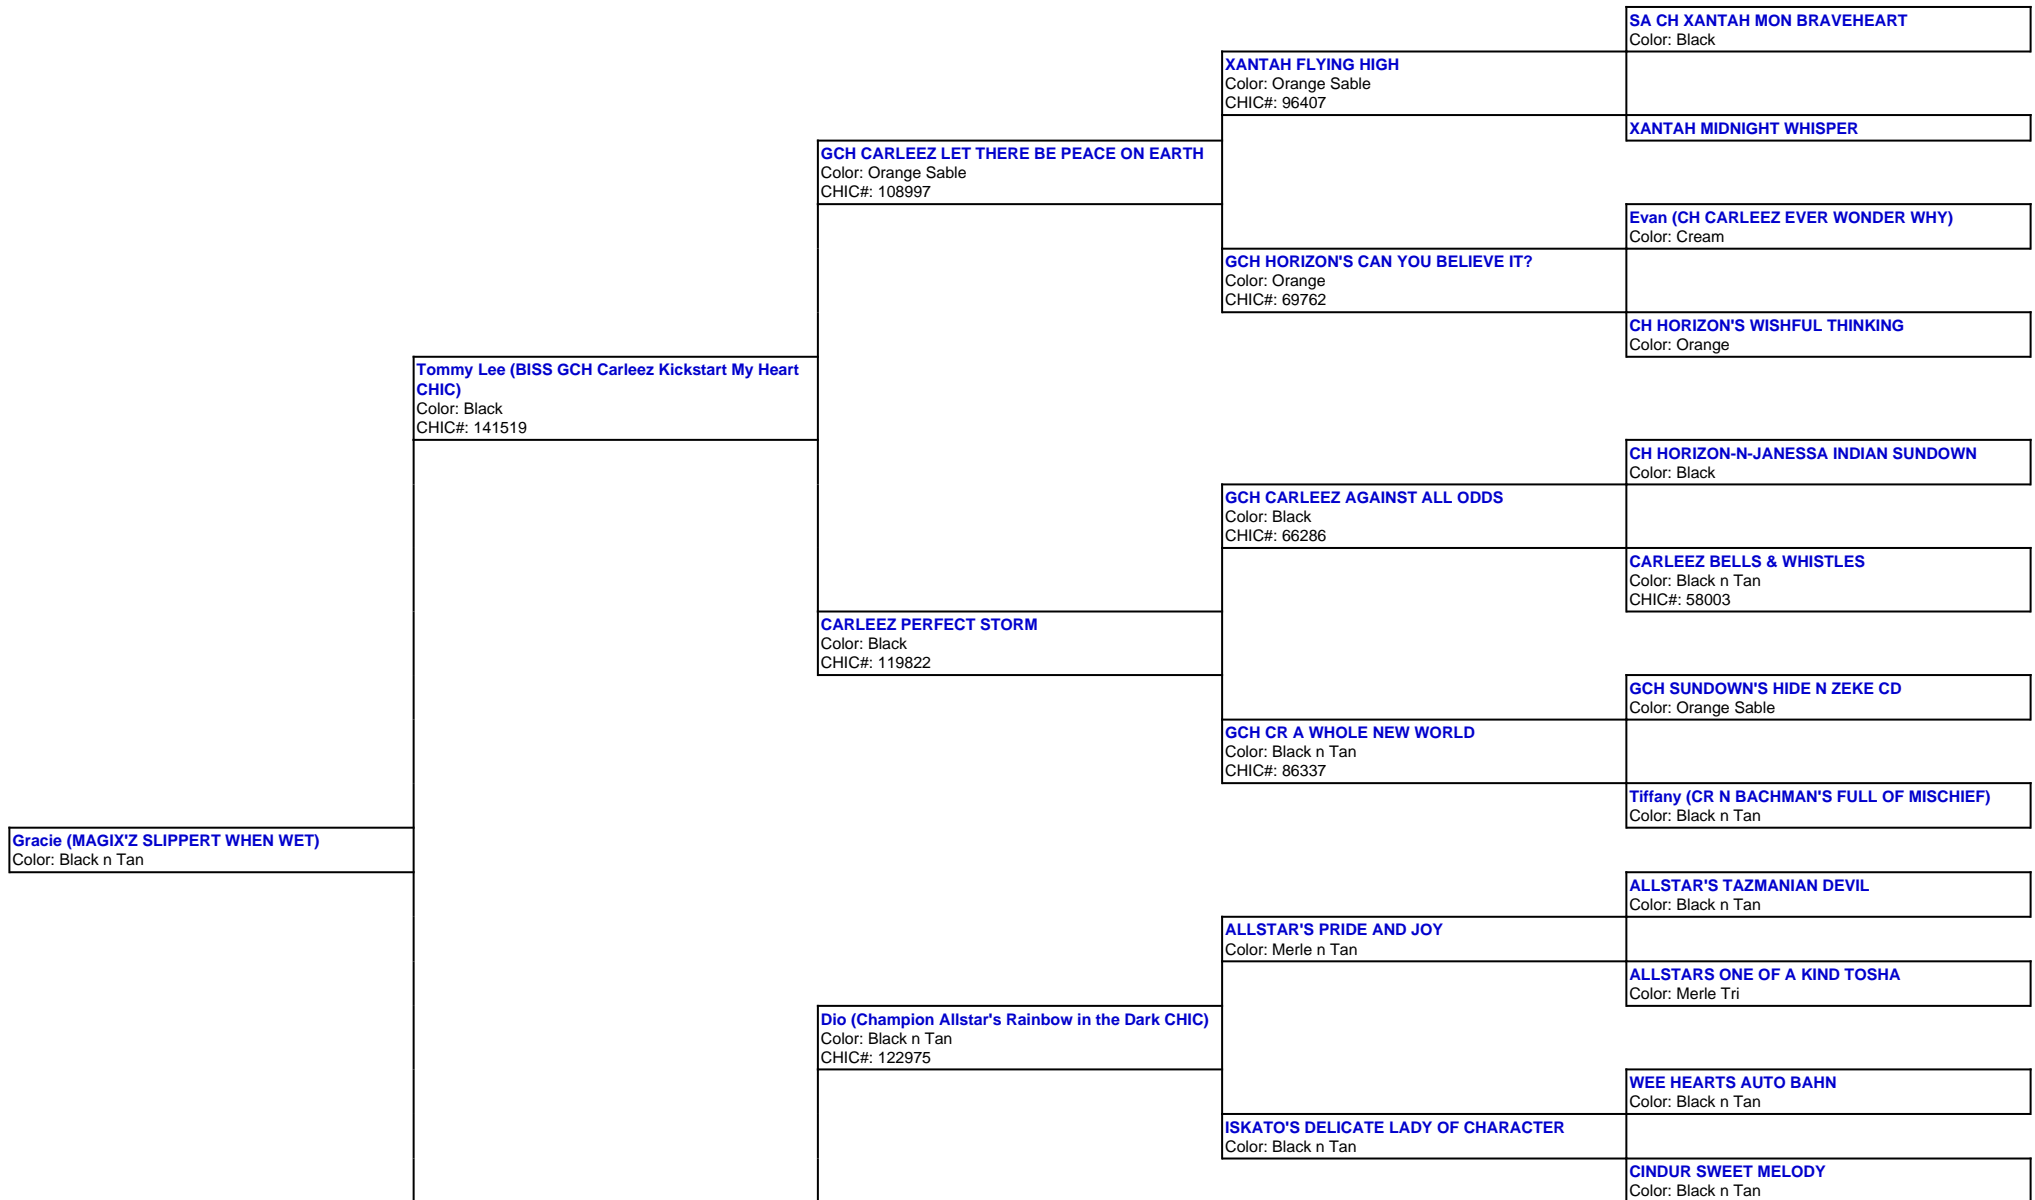 SA CH XANTAH MON BRAVEHEART
Color: Black
XANTAH FLYING HIGH
Color: Orange Sable
CHIC#: 96407
XANTAH MIDNIGHT WHISPER
GCH CARLEEZ LET THERE BE PEACE ON EARTH
Color: Orange Sable
CHIC#: 108997
Evan (CH CARLEEZ EVER WONDER WHY)
Color: Cream
GCH HORIZON'S CAN YOU BELIEVE IT?
Color: Orange
CHIC#: 69762
CH HORIZON'S WISHFUL THINKING
Color: Orange
Tommy Lee (BISS GCH Carleez Kickstart My Heart
CHIC)
Color: Black
CHIC#: 141519
CH HORIZON-N-JANESSA INDIAN SUNDOWN
Color: Black
GCH CARLEEZ AGAINST ALL ODDS
Color: Black
CHIC#: 66286
CARLEEZ BELLS & WHISTLES
Color: Black n Tan
CHIC#: 58003
CARLEEZ PERFECT STORM
Color: Black
CHIC#: 119822
GCH SUNDOWN'S HIDE N ZEKE CD
Color: Orange Sable
GCH CR A WHOLE NEW WORLD
Color: Black n Tan
CHIC#: 86337
Tiffany (CR N BACHMAN'S FULL OF MISCHIEF)
Color: Black n Tan
Gracie (MAGIX'Z SLIPPERT WHEN WET)
Color: Black n Tan
ALLSTAR'S TAZMANIAN DEVIL
Color: Black n Tan
ALLSTAR'S PRIDE AND JOY
Color: Merle n Tan
ALLSTARS ONE OF A KIND TOSHA
Color: Merle Tri
Dio (Champion Allstar's Rainbow in the Dark CHIC)
Color: Black n Tan
CHIC#: 122975
WEE HEARTS AUTO BAHN
Color: Black n Tan
ISKATO'S DELICATE LADY OF CHARACTER
Color: Black n Tan
CINDUR SWEET MELODY
Color: Black n Tan